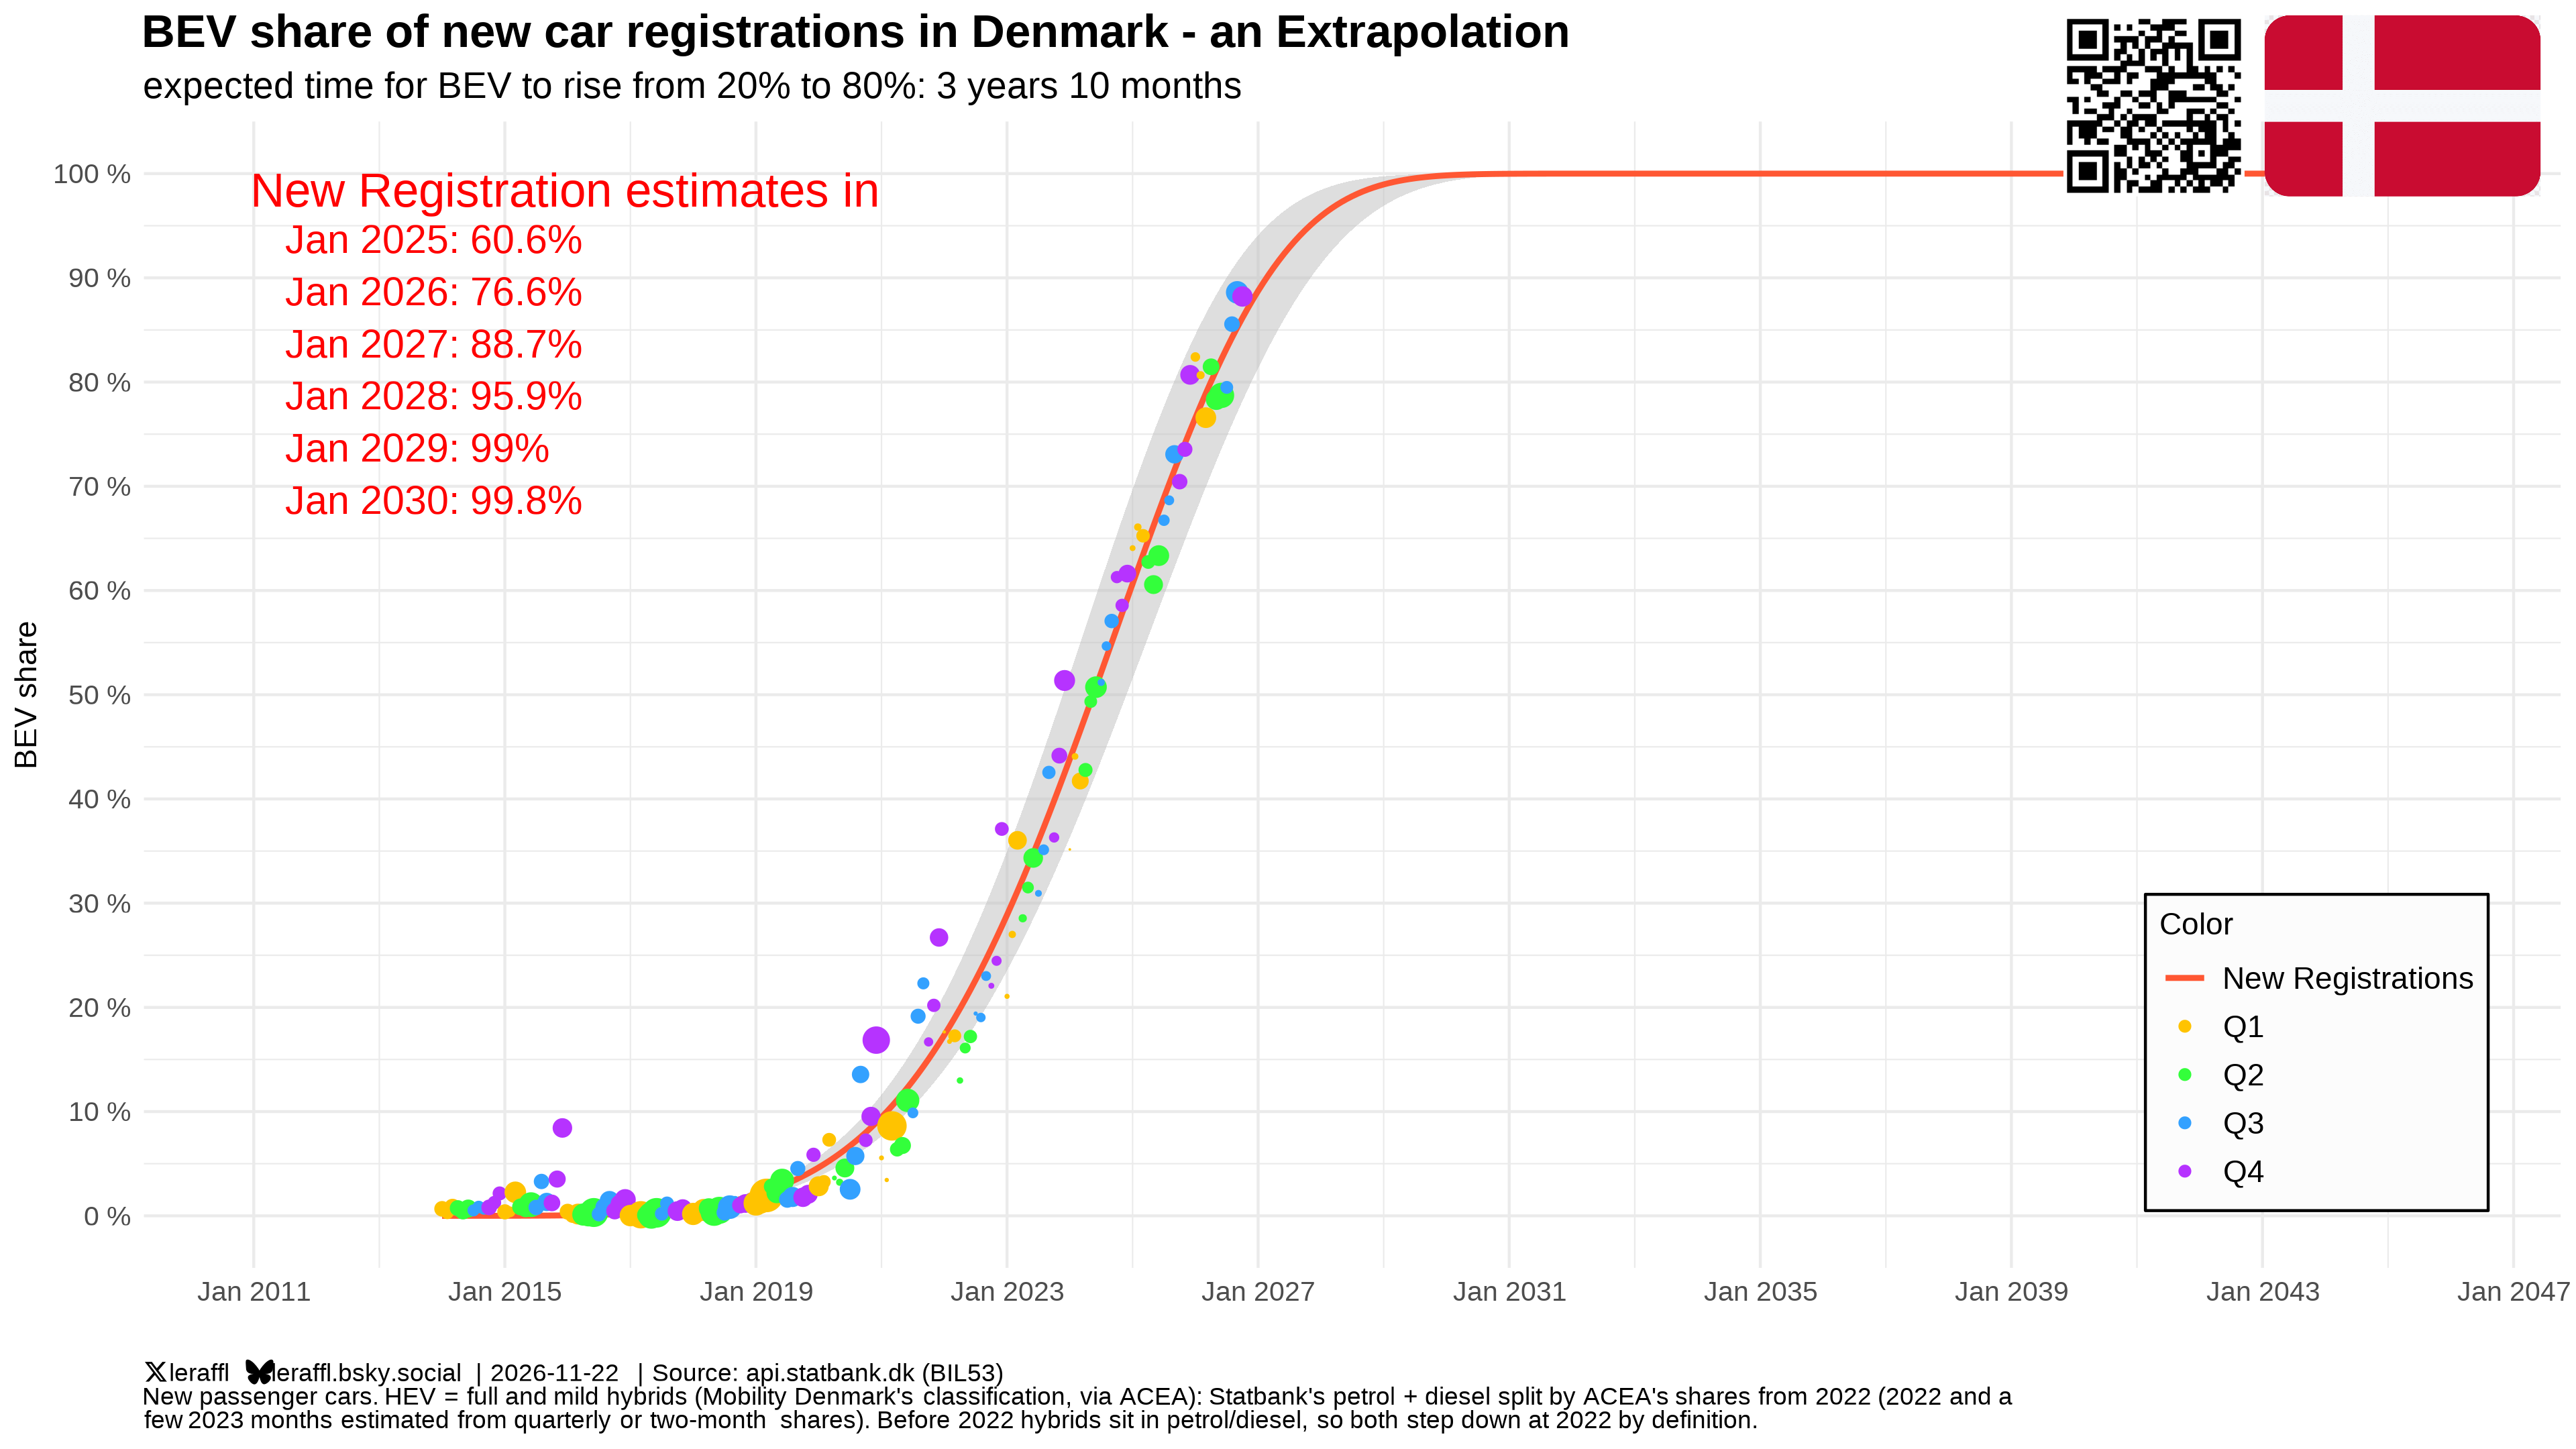 BEV share of new car registrations in Denmark - an Extrapolation
expected time for BEV to rise from 20% to 80%: 3 years 10 months
New Registration estimates in
Jan 2025: 60.6%
Jan 2026: 76.6%
Jan 2027: 88.7%
Jan 2028: 95.9%
Jan 2029: 99%
Jan 2030: 99.8%
100 %
90 %
80 %
70 %
60 %
50 %
40 %
30 %
20 %
10 %
0 %
BEV share
Color
New Registrations
Q1
Q2
Q3
Q4
Jan 2011 Jan 2015 Jan 2019 Jan 2023 Jan 2027 Jan 2031 Jan 2035 Jan 2039 Jan 2043 Jan 2047
leraffl leraffl.bsky.social | 2026-11-22 | Source: api.statbank.dk (BIL53)
New passenger cars. HEV = full and mild hybrids (Mobility Denmark's classification, via ACEA): Statbank's petrol + diesel split by ACEA's shares from 2022 (2022 and a
few 2023 months estimated from quarterly or two-month shares). Before 2022 hybrids sit in petrol/diesel, so both step down at 2022 by definition.